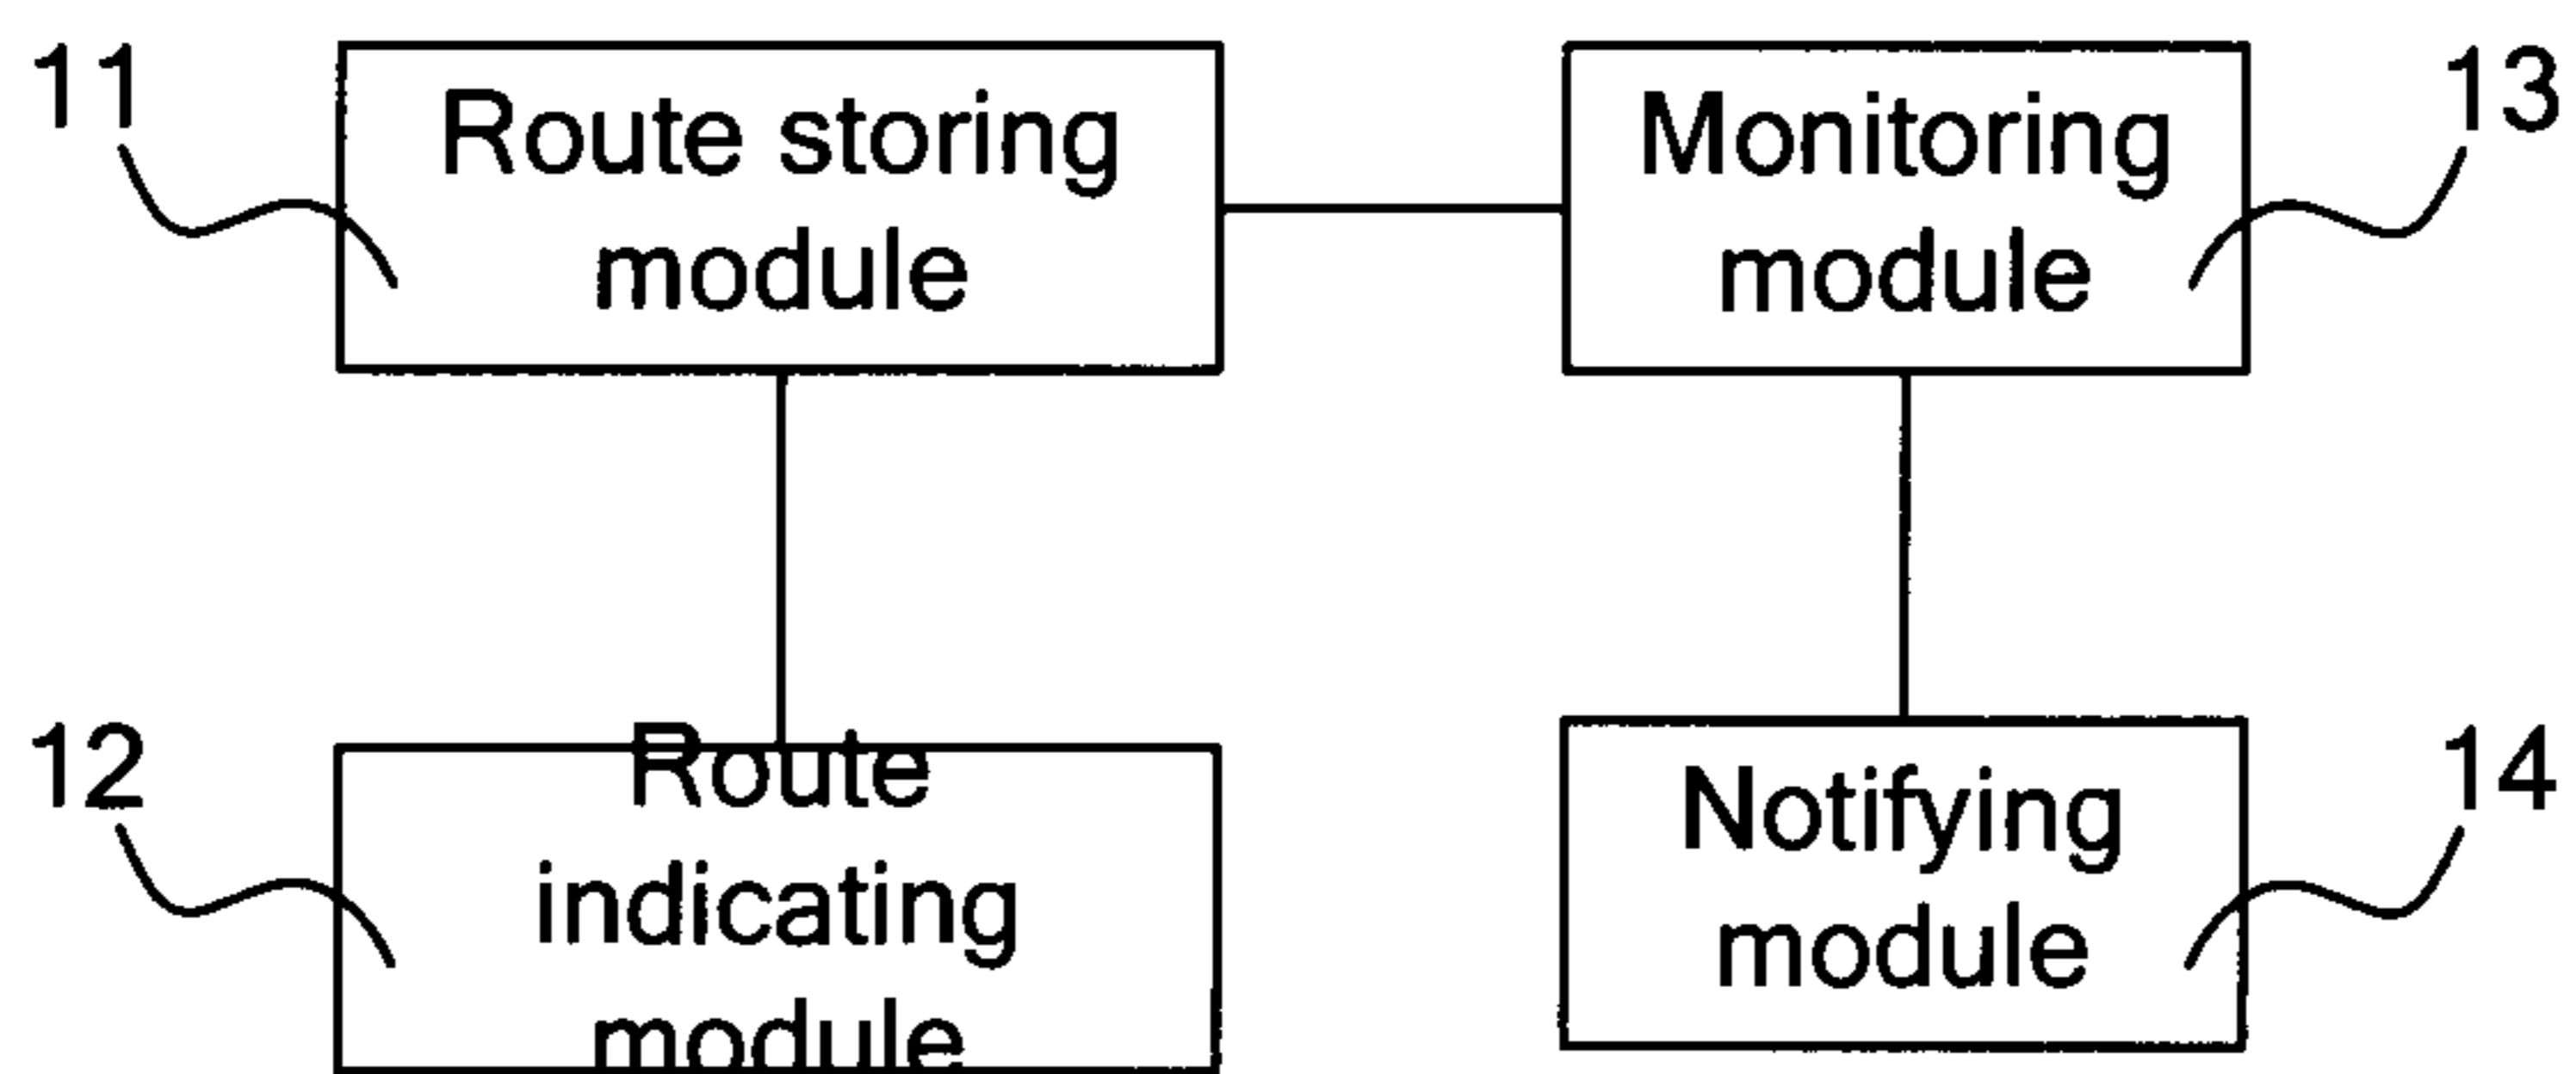 11
Route storing
module
Monitoring
module
13
12
Route
indicating
module
Notifying
module
14